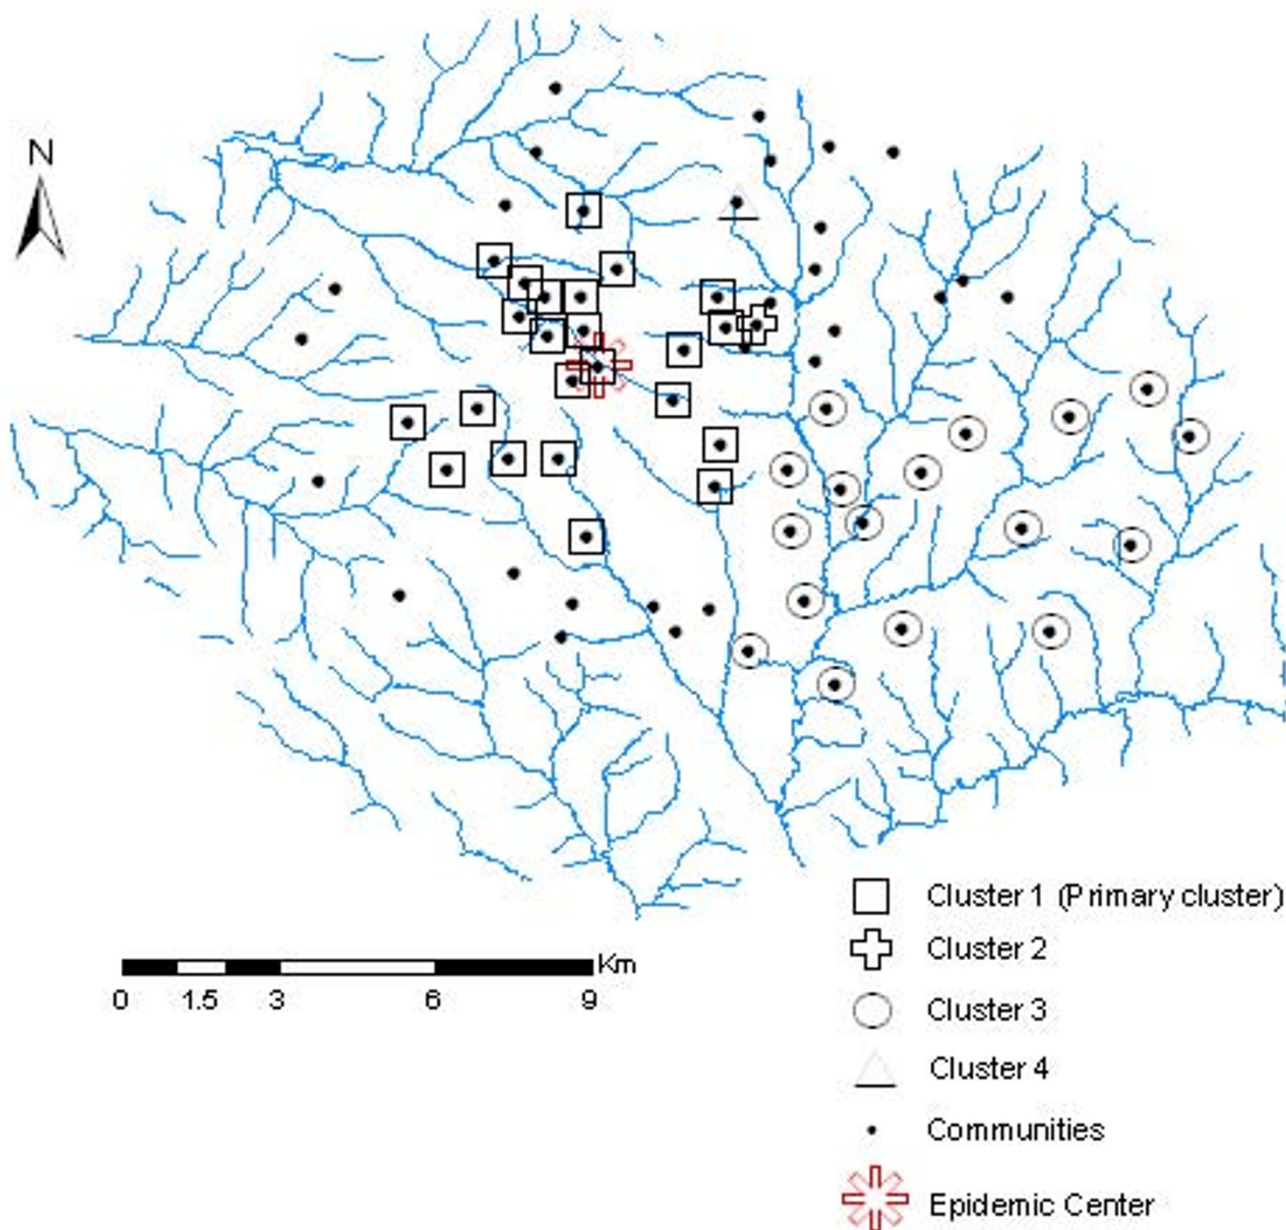 N
Km
0 1.5 3 6 9
Cluster 1 (Primary cluster)
Cluster 2
Cluster 3
Cluster 4
Communities
Epidemic Center